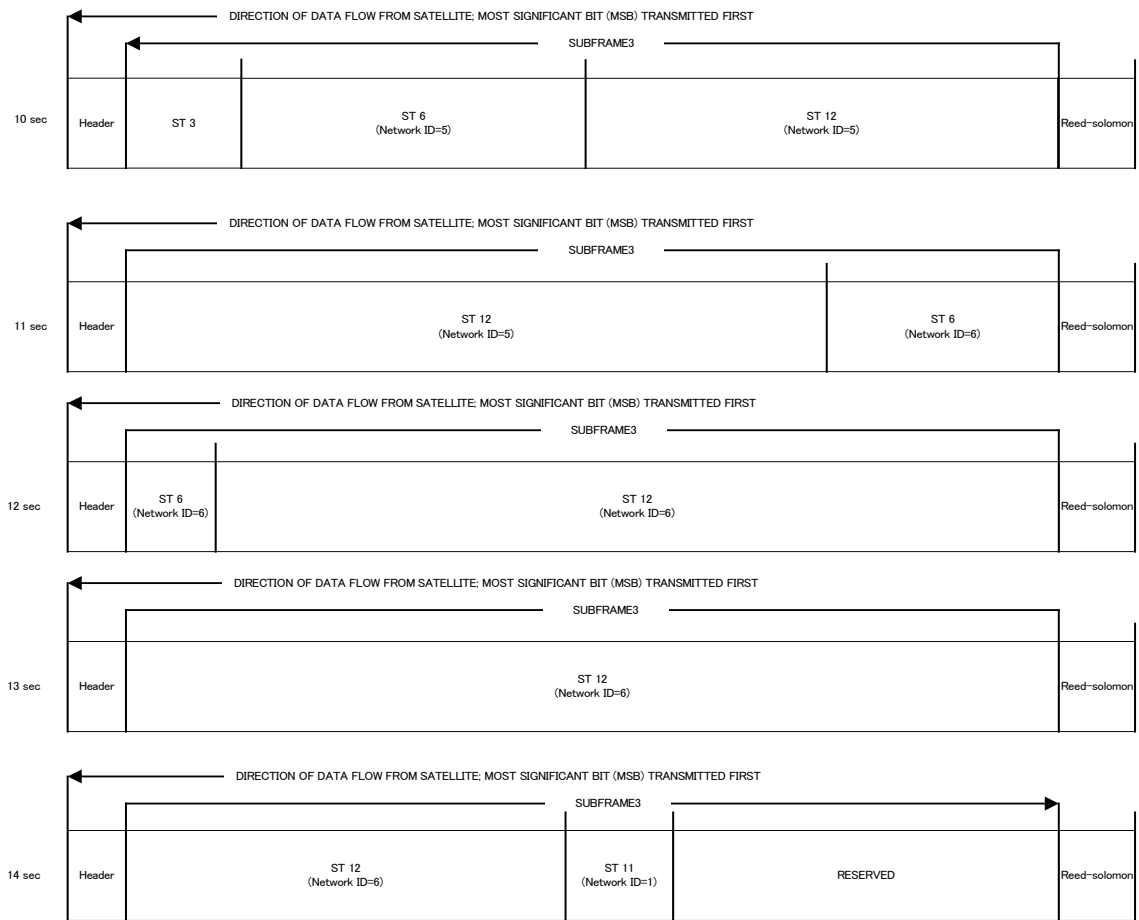 DIRECTION OF DATA FLOW FROM SATELLITE; MOST SIGNIFICANT BIT (MSB) TRANSMITTED FIRST
SUBFRAME3
10 sec
Header
ST 3
ST 6
(Network ID=5)
ST 12
(Network ID=5)
Reed-solomon
DIRECTION OF DATA FLOW FROM SATELLITE; MOST SIGNIFICANT BIT (MSB) TRANSMITTED FIRST
SUBFRAME3
11 sec
Header
ST 12
(Network ID=5)
ST 6
(Network ID=6)
Reed-solomon
DIRECTION OF DATA FLOW FROM SATELLITE; MOST SIGNIFICANT BIT (MSB) TRANSMITTED FIRST
SUBFRAME3
12 sec
Header
ST 6
(Network ID=6)
ST 12
(Network ID=6)
Reed-solomon
DIRECTION OF DATA FLOW FROM SATELLITE; MOST SIGNIFICANT BIT (MSB) TRANSMITTED FIRST
SUBFRAME3
13 sec
Header
ST 12
(Network ID=6)
Reed-solomon
DIRECTION OF DATA FLOW FROM SATELLITE; MOST SIGNIFICANT BIT (MSB) TRANSMITTED FIRST
SUBFRAME3
14 sec
Header
ST 12
(Network ID=6)
ST 11
(Network ID=1)
RESERVED
Reed-solomon